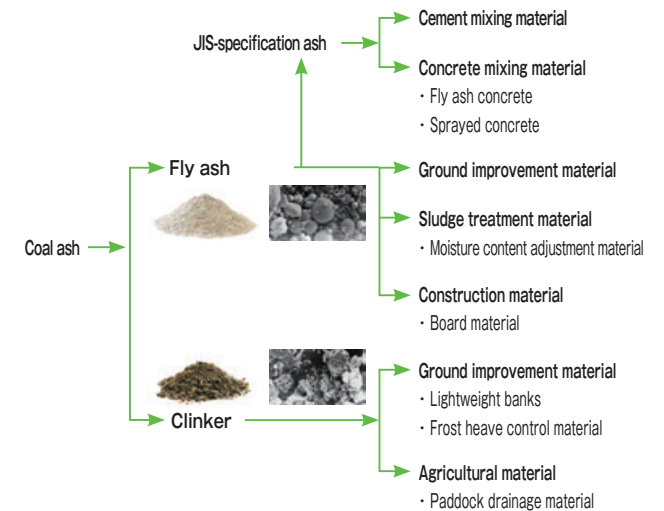 Cement mixing material
JIS-specification ash
Concrete mixing material
・Fly ash concrete
・Sprayed concrete
Fly ash
Ground improvement material
Sludge treatment material
・Moisture content adjustment material
Coal ash
Construction material
・Board material
Ground improvement material
・Lightweight banks
Clinker
・Frost heave control material
Agricultural material
・Paddock drainage material